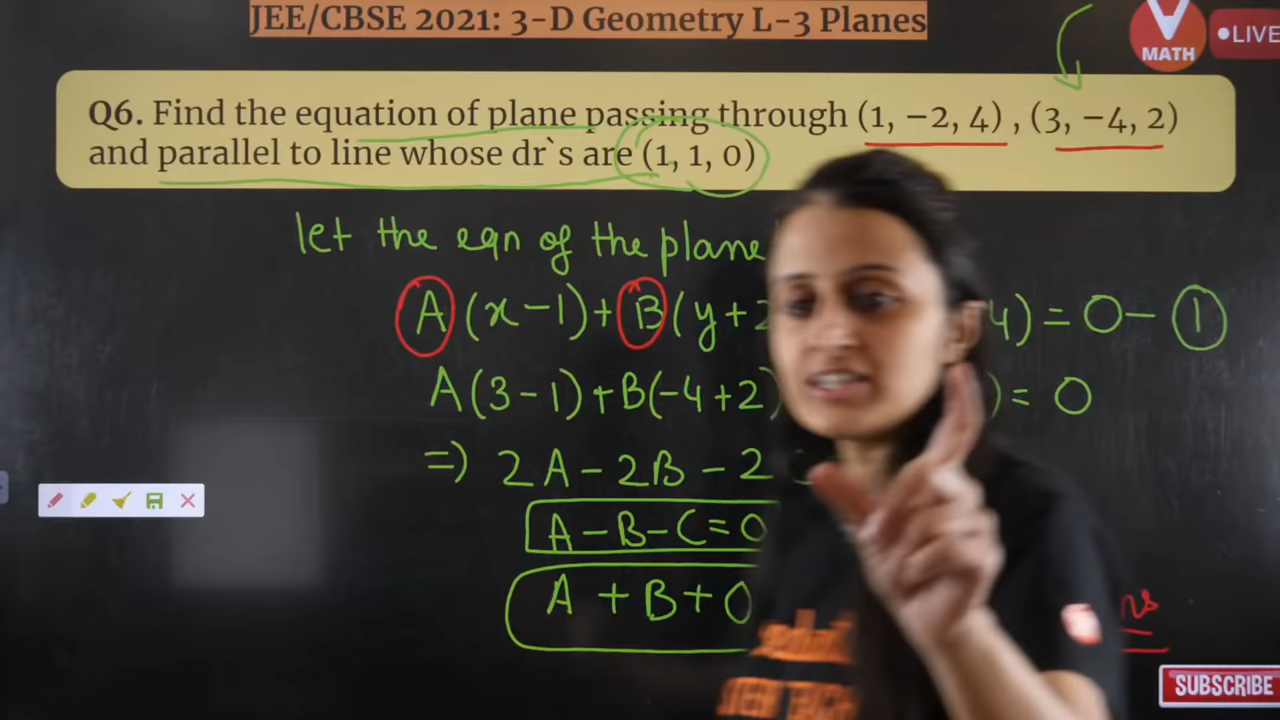 JEE/CBSE 2021: 3-D Geometry L-3 Planes
MATH
•LIVE
Q6. Find the equation of plane passing through (1, −2, 4) , (3, −4, 2)
and parallel to line whose dr`s are (1, 1, 0)
let the eqn of the plane
A(x-1)+B(y+2 4)=0-①
A(3-1)+B(-4+2) )=0
=) 2A-2B-2
A-B-C=0
A+B+0
SUBSCRIBE